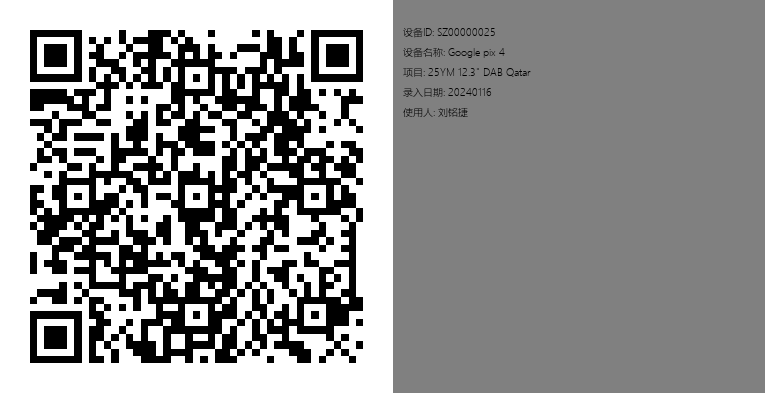 设备ID: SZ00000025
设备名称: Google pix 4
项目: 25YM 12.3" DAB Qatar
录入日期: 20240116
使用人: 刘铭捷